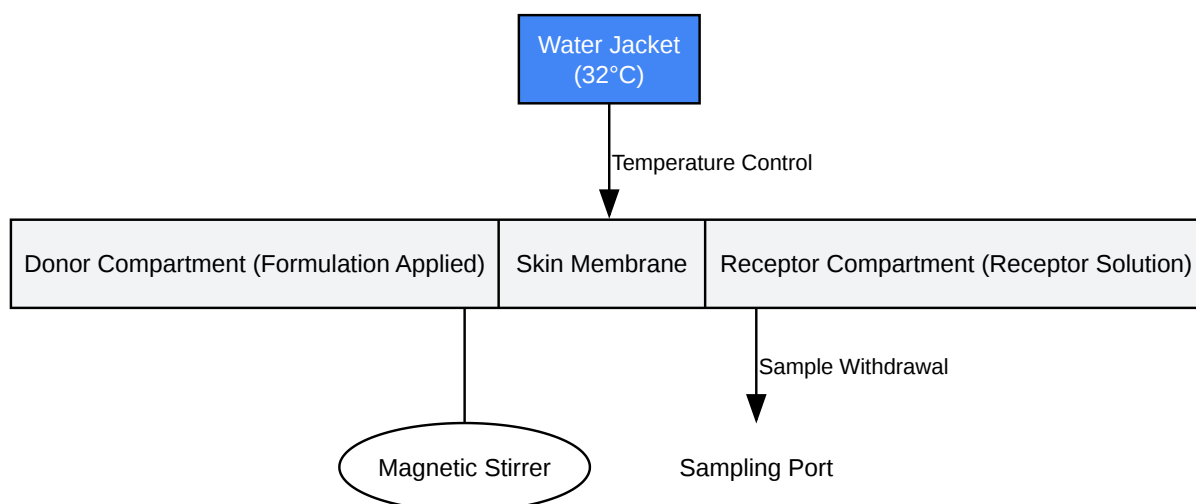 Water Jacket
(32°C)
Temperature Control
Donor Compartment (Formulation Applied)
Skin Membrane
Receptor Compartment (Receptor Solution)
Sample Withdrawal
Magnetic Stirrer
Sampling Port